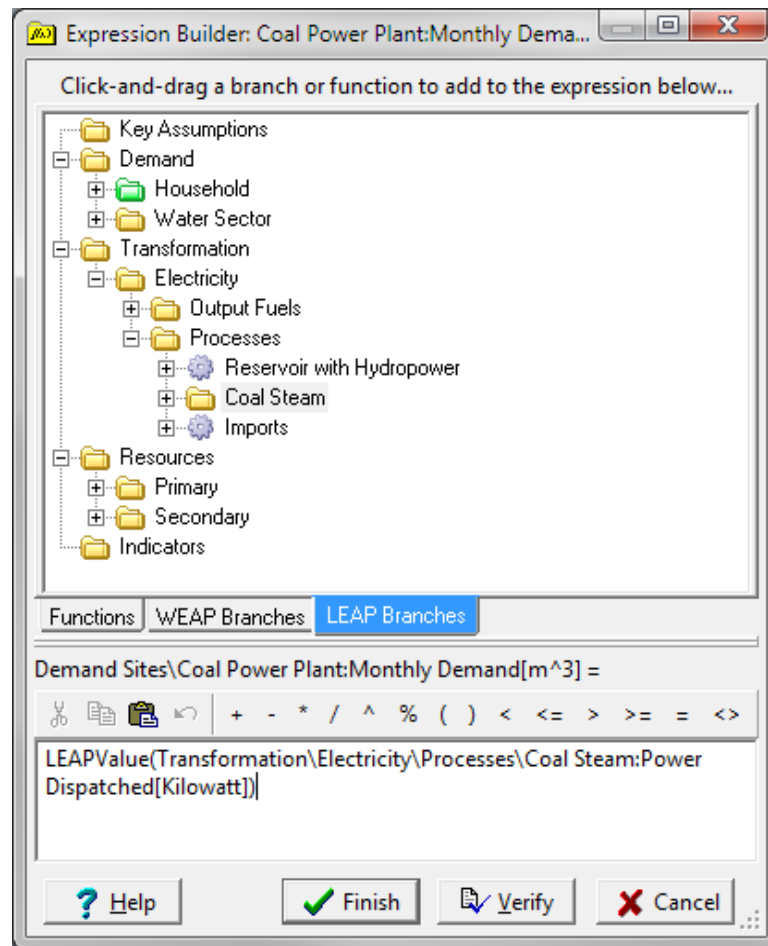 Expression Builder: Coal Power Plant:Monthly Dema...
Click-and-drag a branch or function to add to the expression below...
Key Assumptions
Demand
Household
Water Sector
Transformation
Electricity
Output Fuels
Processes
Reservoir with Hydropower
Coal Steam
Imports
Resources
Primary
Secondary
Indicators
Functions WEAP Branches LEAP Branches
Demand Sites\Coal Power Plant:Monthly Demand[m^3] =
+ - * / ^ % ( ) < <= > >= = <>
LEAPValue(Transformation\Electricity\Processes\Coal Steam:Power
Dispatched[Kilowatt])
? Help Finish Verify Cancel